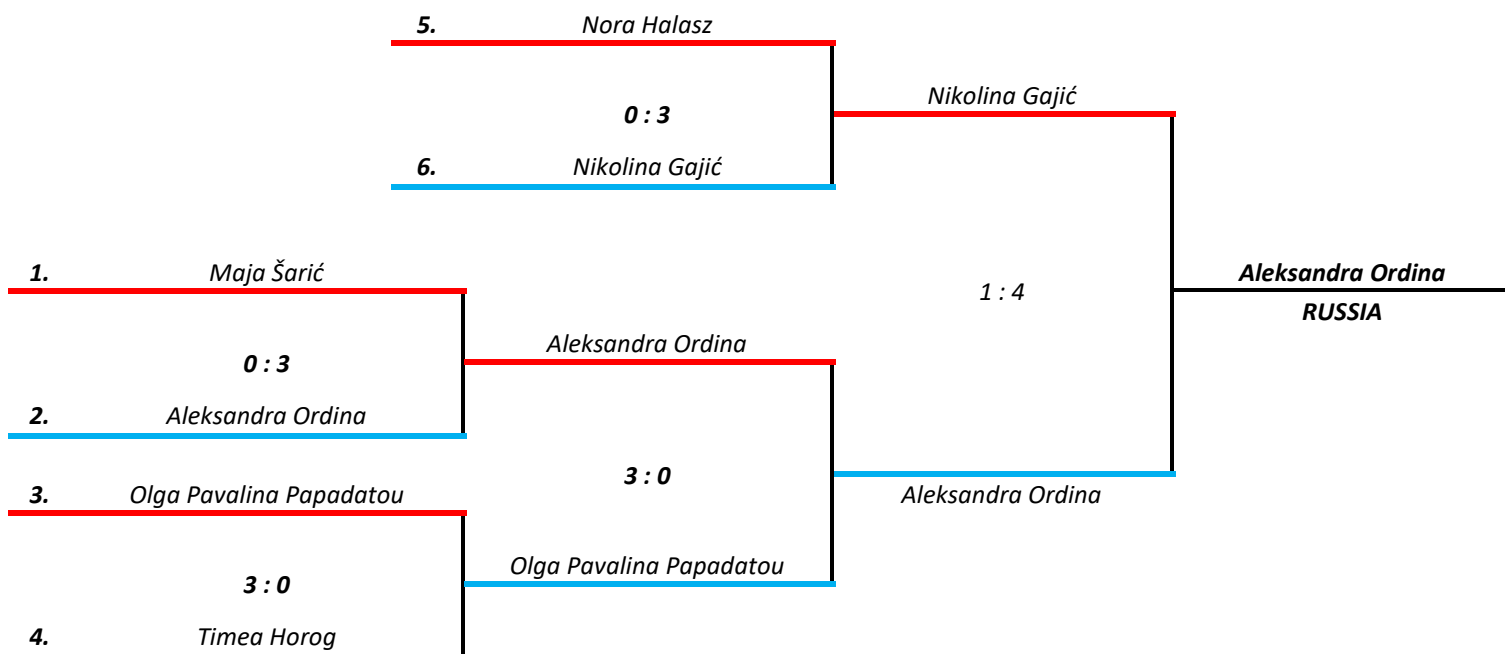 5. Nora Halasz
Nikolina Gajić
0 : 3
6. Nikolina Gajić
1. Maja Šarić
Aleksandra Ordina
1 : 4
RUSSIA
Aleksandra Ordina
0 : 3
2. Aleksandra Ordina
3 : 0
3. Olga Pavalina Papadatou
Aleksandra Ordina
Olga Pavalina Papadatou
3 : 0
4. Timea Horog